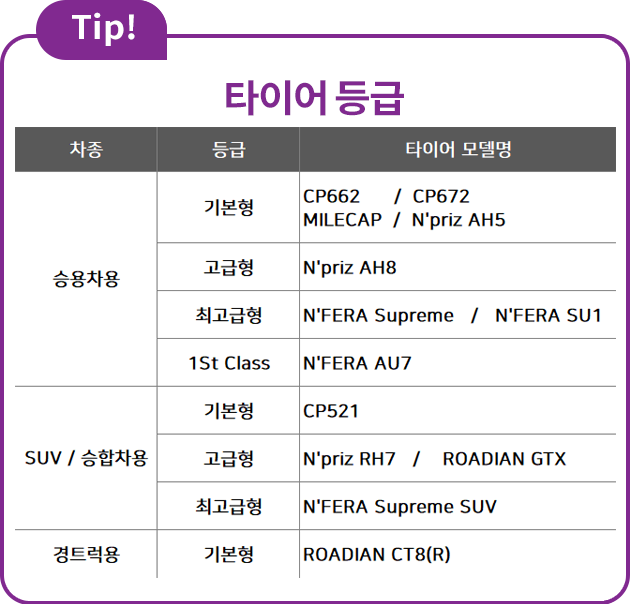 Tip!
타이어 등급
차종 등급 타이어 모델명
승용차용
기본형
CP662 / CP672
MILECAP / N'priz AH5
고급형 N'priz AH8
최고급형 N'FERA Supreme / N'FERA SU1
1St Class N'FERA AU7
SUV / 승합차용
기본형 CP521
고급형 N'priz RH7 / ROADIAN GTX
최고급형 N'FERA Supreme SUV
경트럭용 기본형 ROADIAN CT8(R)